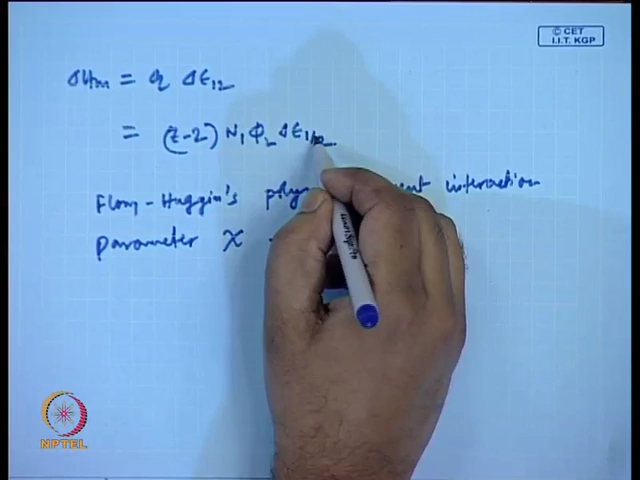 © CET
I.I.T. KGP
ΔHm = q Δε12
= (z-2) N1 Φ2 Δε12
Flory-Huggin's interaction
parameter χ
NPTEL